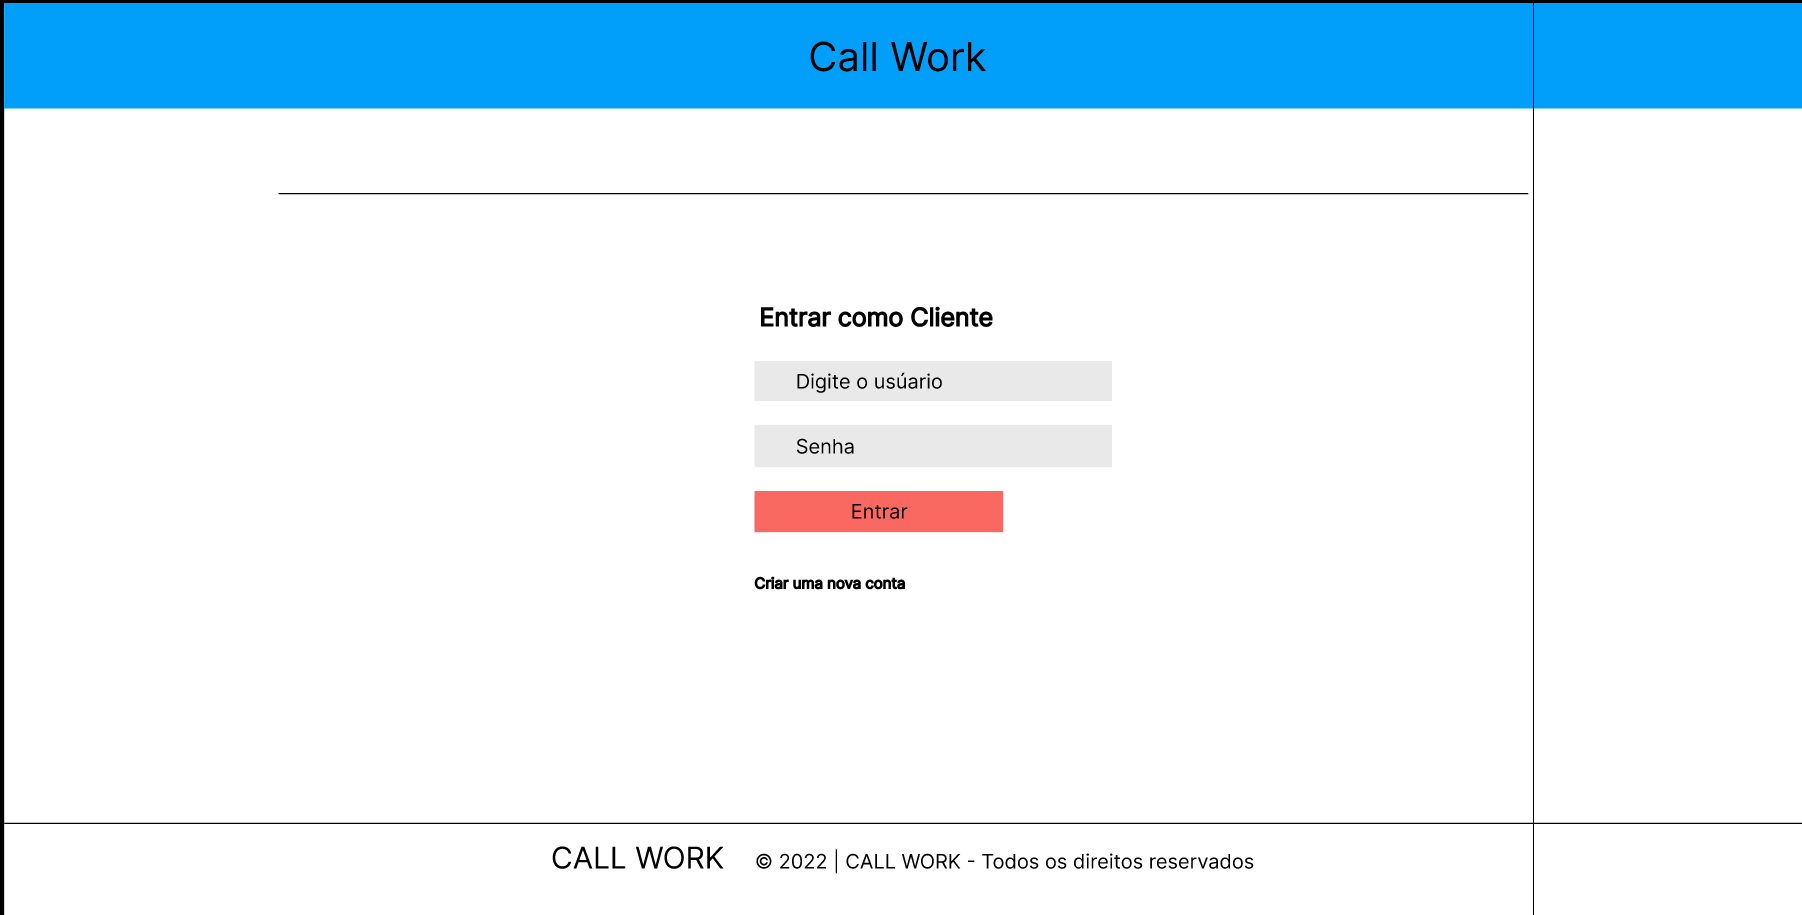 Call Work
Entrar como Cliente
Digite o usúario
Senha
Entrar
Criar uma nova conta
CALL WORK © 2022 | CALL WORK - Todos os direitos reservados